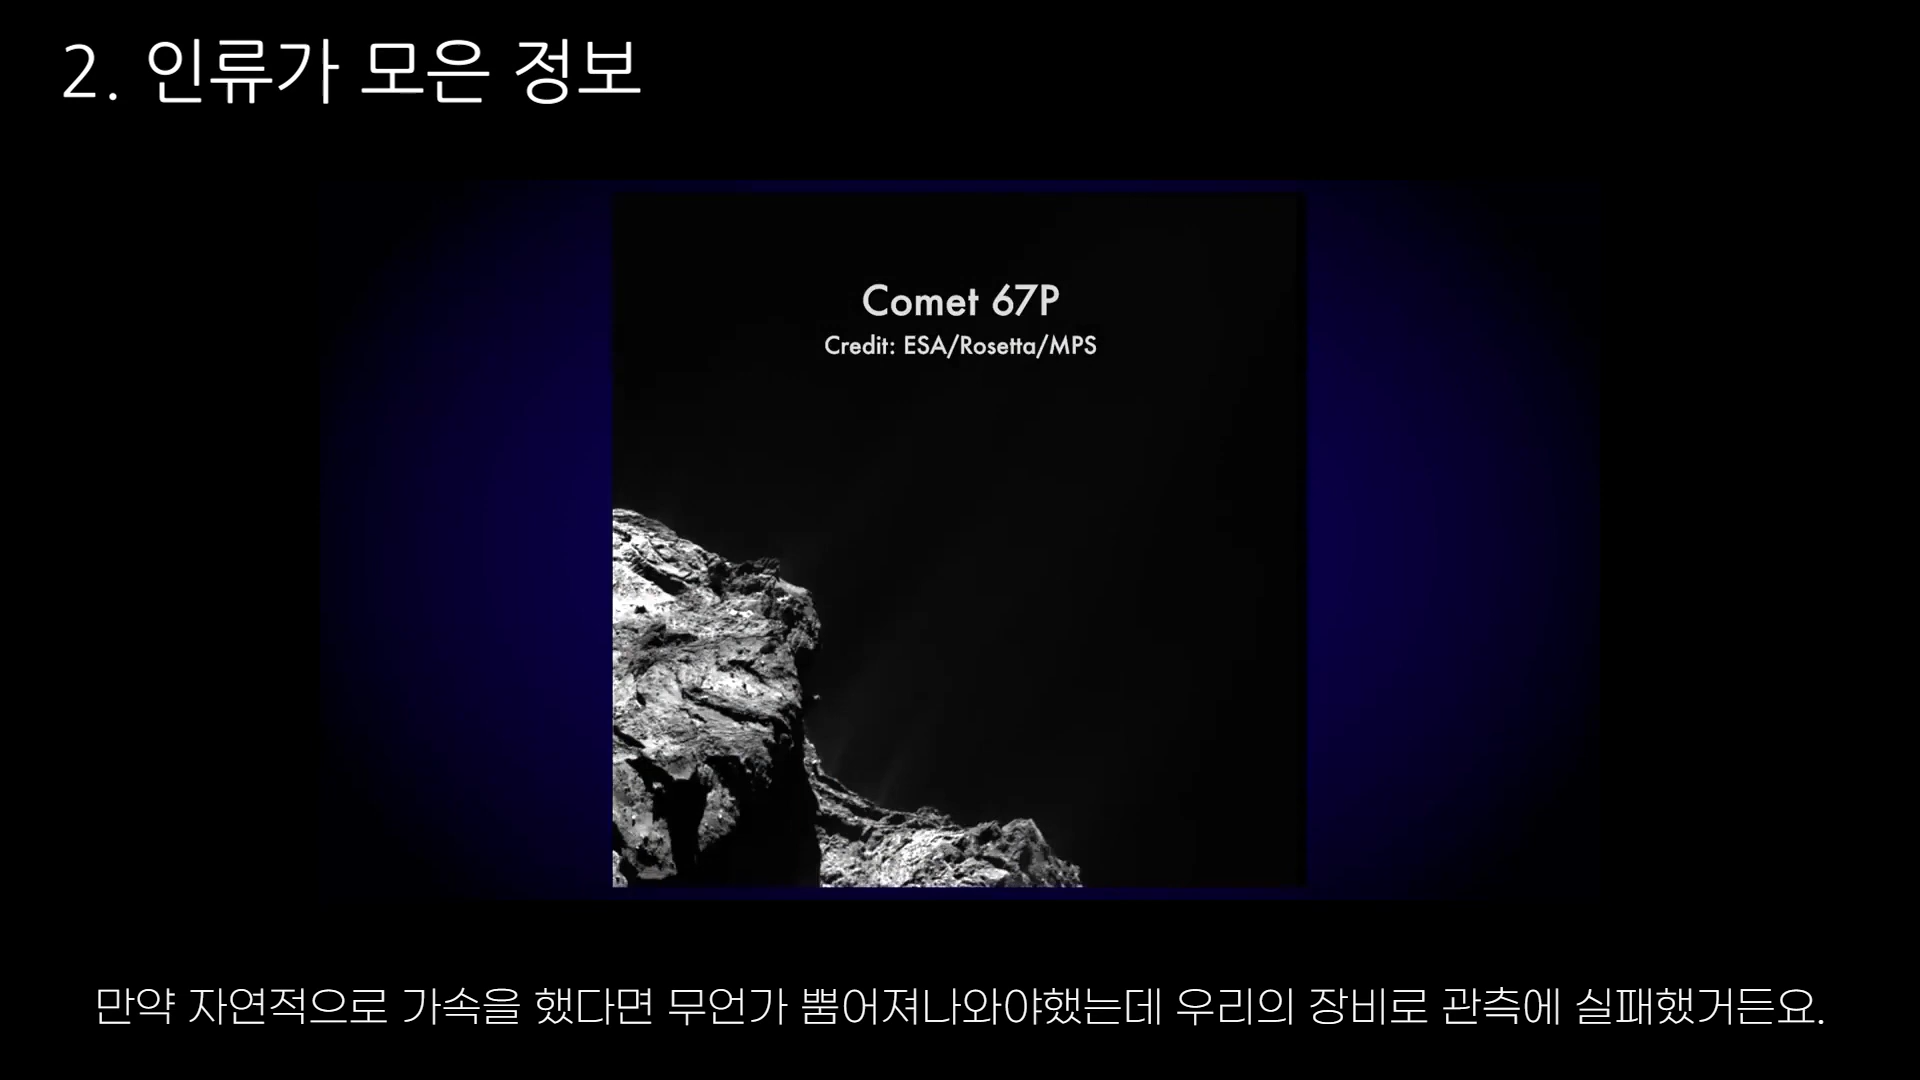 2. 인류가 모은 정보
Comet 67P
Credit: ESA/Rosetta/MPS
만약 자연적으로 가속을 했다면 무언가 뿜어져나와야했는데 우리의 장비로 관측에 실패했거든요.